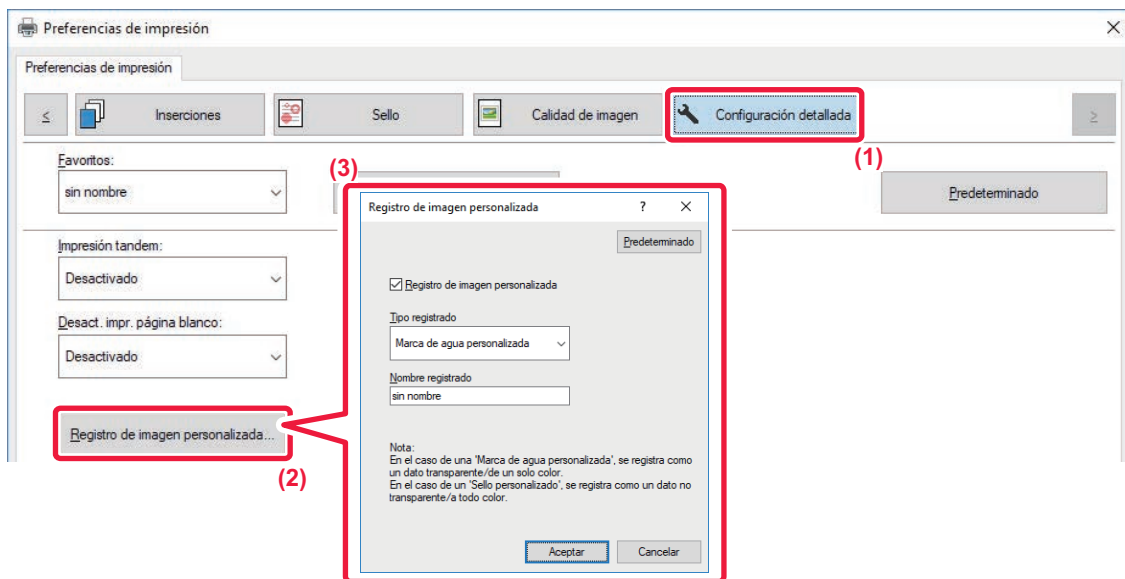 Preferencias de impresión
Preferencias de impresión
<
Inserciones
Sello
Calidad de imagen
Configuración detallada
>
(1)
Favoritos:
sin nombre
Predeterminado
Impresión tandem:
Desactivado
Desact. impr. página blanco:
Desactivado
Registro de imagen personalizada...
(2)
(3)
Registro de imagen personalizada
?
Predeterminado
Registro de imagen personalizada
Tipo registrado
Marca de agua personalizada
Nombre registrado
sin nombre
Nota:
En el caso de una 'Marca de agua personalizada', se registra como
un dato transparente/de un solo color.
En el caso de un 'Sello personalizado', se registra como un dato no
transparente/a todo color.
Aceptar
Cancelar